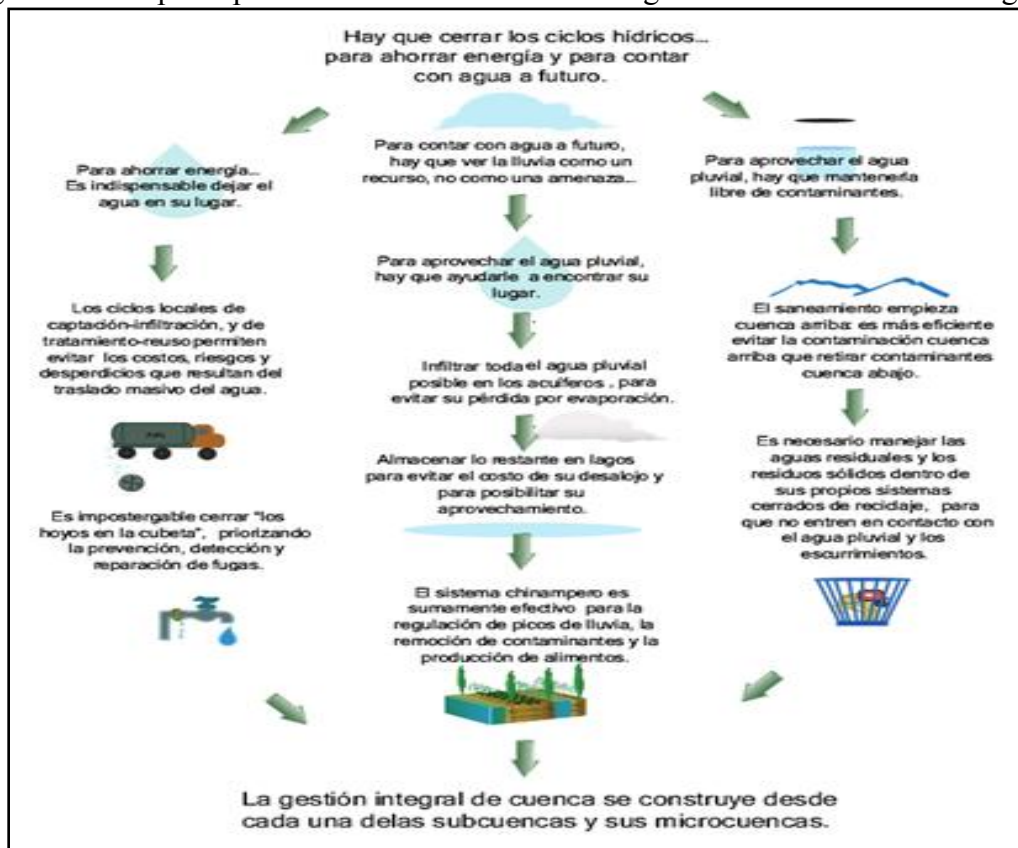 Hay que cerrar los ciclos hídricos...
para ahorrar energía y para contar
con agua a futuro.
Para ahorrar energía...
Es indispensable dejar el
agua en su lugar.
Los ciclos locales de
captación-infiltración, y de
tratamiento-reuso permiten
evitar los costos, riesgos y
desperdicios que resultan del
traslado masivo del agua.
Es impostergable cerrar "los
hoyos en la cubeta", priorizando
la prevención, detección y
reparación de fugas.
Para contar con agua a futuro,
hay que ver la lluvia como un
recurso, no como una amenaza...
Para aprovechar el agua pluvial,
hay que ayudarle a encontrar su
lugar.
Infiltrar toda el agua pluvial
posible en los acuíferos , para
evitar su pérdida por evaporación.
Almacenar lo restante en lagos
para evitar el costo de su desalojo y
para posibilitar su
aprovechamiento.
El sistema chinampero es
sumamente efectivo para la
regulación de picos de lluvia, la
remoción de contaminantes y la
producción de alimentos.
Para aprovechar el agua
pluvial, hay que mantenerla
libre de contaminantes.
El saneamiento empieza
cuenca arriba: es más eficiente
evitar la contaminación cuenca
arriba que retirar contaminantes
cuenca abajo.
Es necesario manejar las
aguas residuales y los
residuos sólidos dentro de
sus propios sistemas
cerrados de reciclaje, para
que no entren en contacto con
el agua pluvial y los
escurrimientos.
La gestión integral de cuenca se construye desde
cada una delas subcuencas y sus microcuencas.